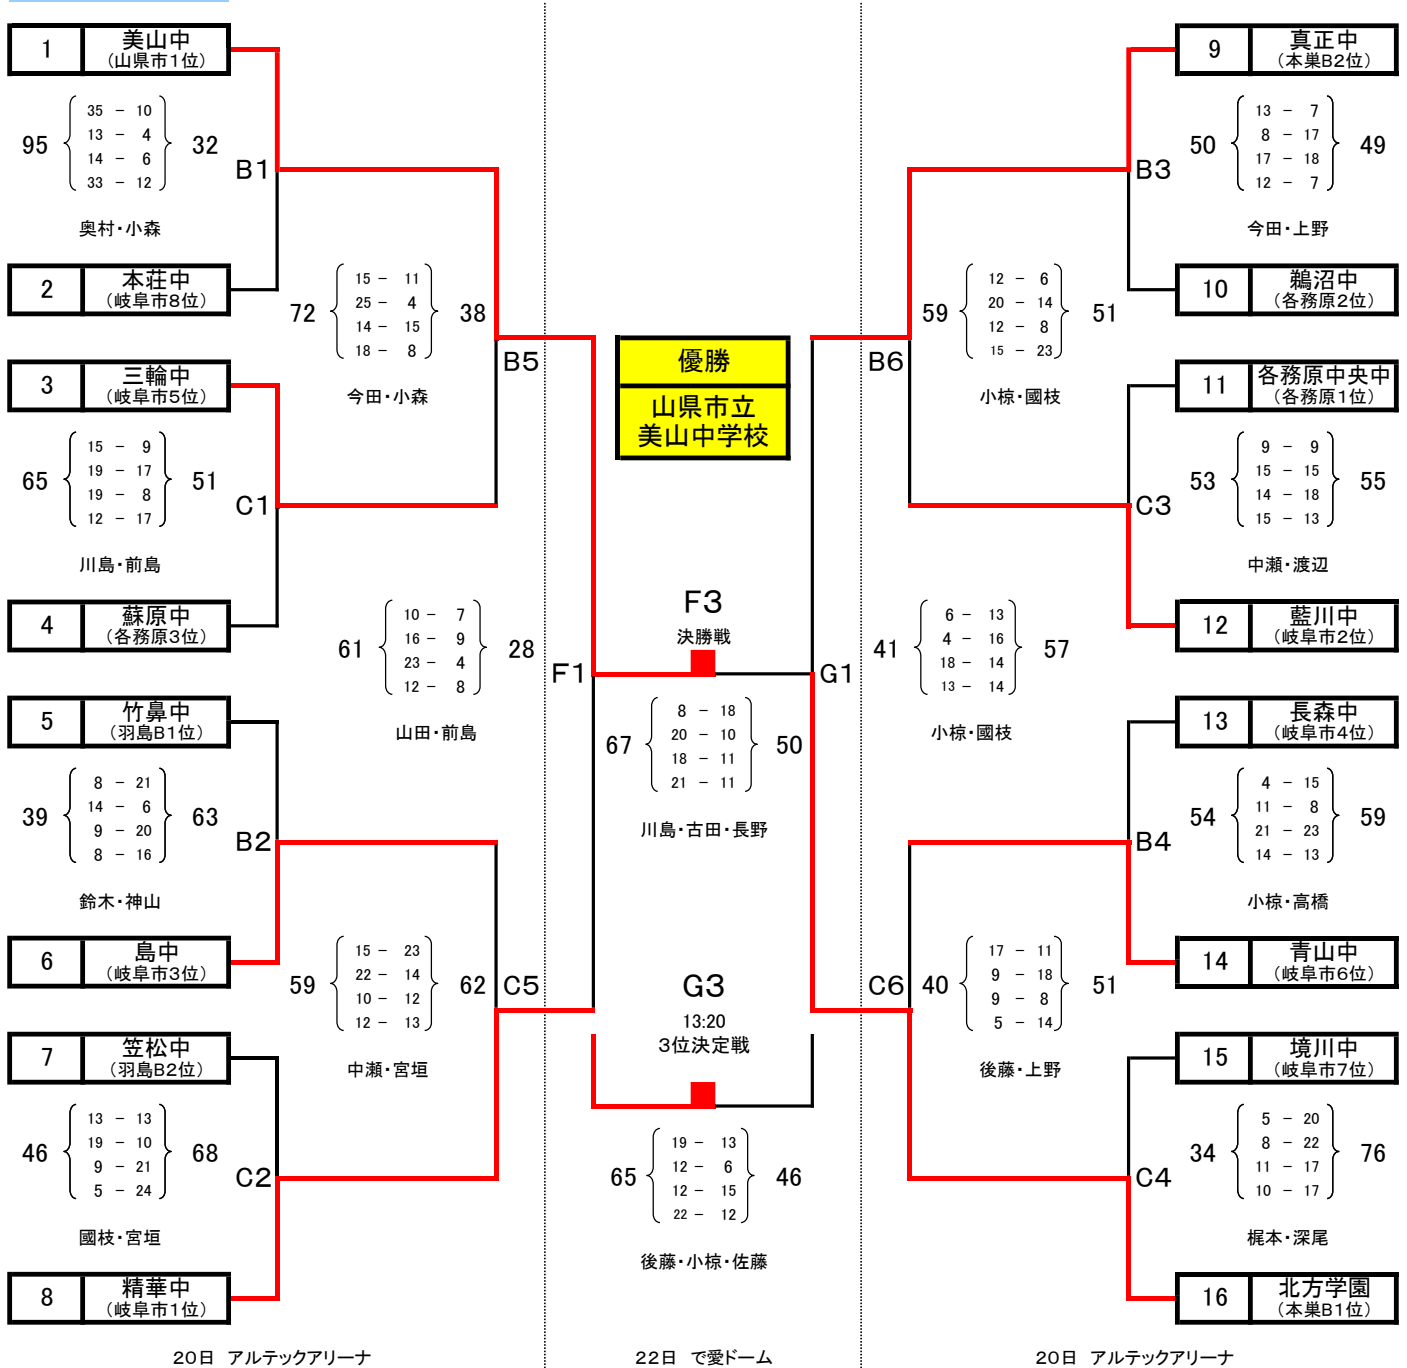 1 美山中
(山県市1位)
95 35 － 10 32
13 － 4
14 － 6
33 － 12
B1
奥村・小森
2 本荘中
(岐阜市8位)
72 15 － 11 38
25 － 4
14 － 15
18 － 8
B5
今田・小森
3 三輪中
(岐阜市5位)
65 15 － 9 51
19 － 17
19 － 8
12 － 17
C1
川島・前島
4 蘇原中
(各務原3位)
61 10 － 7 28
16 － 9
23 － 4
12 － 8
F1
山田・前島
5 竹鼻中
(羽島B1位)
39 8 － 21 63
14 － 6
9 － 20
8 － 16
B2
鈴木・神山
6 島中
(岐阜市3位)
59 15 － 23 62
22 － 14
10 － 12
12 － 13
C5
中瀬・宮垣
7 笠松中
(羽島B2位)
46 13 － 13 68
19 － 10
9 － 21
5 － 24
C2
國枝・宮垣
8 精華中
(岐阜市1位)
20日 アルテックアリーナ
優勝
山県市立
美山中学校
F3
決勝戦
67 8 － 18 50
20 － 10
18 － 11
21 － 11
川島・古田・長野
G3
13:20
3位決定戦
65 19 － 13 46
12 － 6
12 － 15
22 － 12
後藤・小椋・佐藤
22日 で愛ドーム
9 真正中
(本巣B2位)
50 13 － 7 49
8 － 17
17 － 18
12 － 7
B3
今田・上野
10 鵜沼中
(各務原2位)
59 12 － 6 51
20 － 14
12 － 8
15 － 23
B6
小椋・國枝
11 各務原中央中
(各務原1位)
53 9 － 9 55
15 － 15
14 － 18
15 － 13
C3
中瀬・渡辺
12 藍川中
(岐阜市2位)
41 6 － 13 57
4 － 16
18 － 14
13 － 14
G1
小椋・國枝
13 長森中
(岐阜市4位)
54 4 － 15 59
11 － 8
21 － 23
14 － 13
B4
小椋・高橋
14 青山中
(岐阜市6位)
C6 40 17 － 11 51
9 － 18
9 － 8
5 － 14
後藤・上野
15 境川中
(岐阜市7位)
34 5 － 20 76
8 － 22
11 － 17
10 － 17
C4
梶本・深尾
16 北方学園
(本巣B1位)
20日 アルテックアリーナ